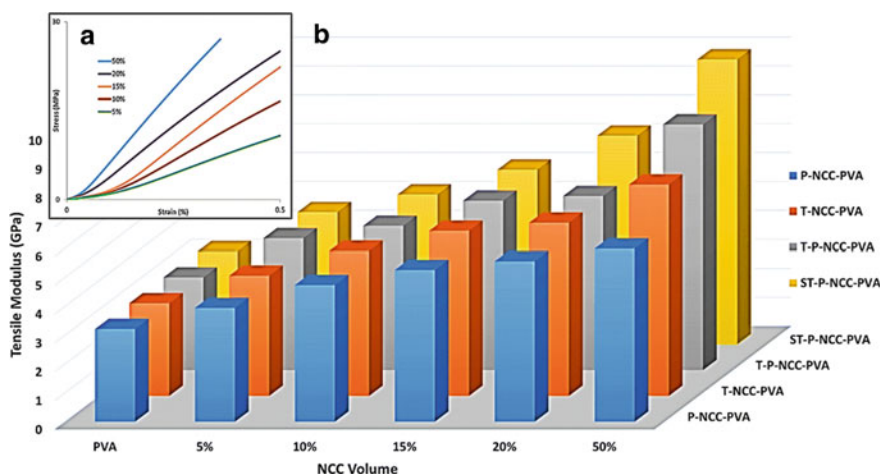 a
b
30
50%
20%
15%
10%
5%
Stress (MPa)
0
0
0.5
Strain (%)
Tensile Modulus (GPa)
10
9
8
7
6
5
4
3
2
1
0
PVA
5%
10%
15%
20%
50%
NCC Volume
P-NCC-PVA
T-NCC-PVA
T-P-NCC-PVA
ST-P-NCC-PVA
ST-P-NCC-PVA
T-P-NCC-PVA
T-NCC-PVA
P-NCC-PVA